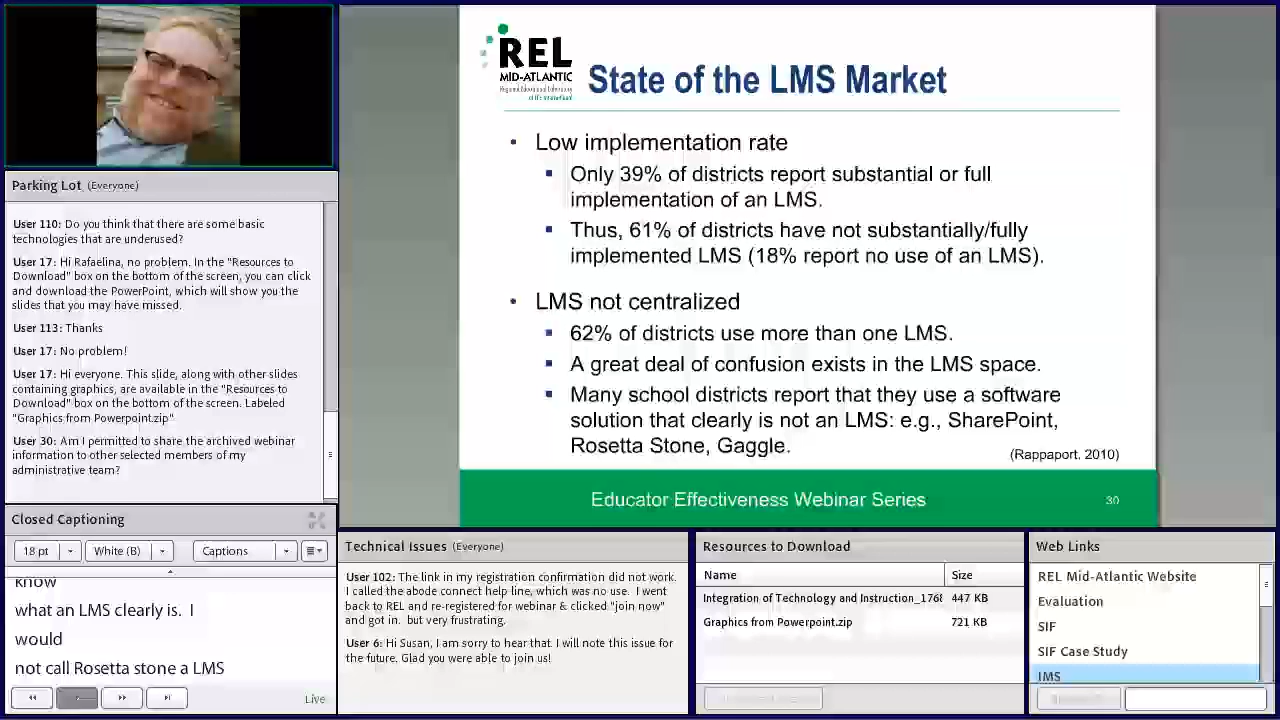 REL
MID-ATLANTIC
State of the LMS Market
• Low implementation rate
▪ Only 39% of districts report substantial or full
implementation of an LMS.
▪ Thus, 61% of districts have not substantially/fully
implemented LMS (18% report no use of an LMS).
• LMS not centralized
▪ 62% of districts use more than one LMS.
▪ A great deal of confusion exists in the LMS space.
▪ Many school districts report that they use a software
solution that clearly is not an LMS: e.g., SharePoint,
Rosetta Stone, Gaggle.
(Rappaport, 2010)
Educator Effectiveness Webinar Series
30
Parking Lot (Everyone)
User 110: Do you think that there are some basic
technologies that are underused?
User 17: Hi Rafaelina, no problem. In the "Resources to
Download" box on the bottom of the screen, you can click
and download the PowerPoint, which will show you the
slides that you may have missed.
User 113: Thanks
User 17: No problem!
User 17: Hi everyone. This slide, along with other slides
containing graphics, are available in the "Resources to
Download" box on the bottom of the screen. Labeled
"Graphics from Powerpoint.zip"
User 30: Am I permitted to share the archived webinar
information to other selected members of my
administrative team?
Closed Captioning
18 pt
White (B)
Captions
know
what an LMS clearly is. I
would
not call Rosetta stone a LMS
Live
Technical Issues (Everyone)
User 102: The link in my registration confirmation did not work.
I called the abode connect help line, which was no use. I went
back to REL and re-registered for webinar & clicked "join now"
and got in. but very frustrating.
User 6: Hi Susan, I am sorry to hear that. I will note this issue for
the future. Glad you were able to join us!
Resources to Download
Name Size
Integration of Technology and Instruction_1768 447 KB
Graphics from Powerpoint.zip 721 KB
Web Links
REL Mid-Atlantic Website
Evaluation
SIF
SIF Case Study
IMS